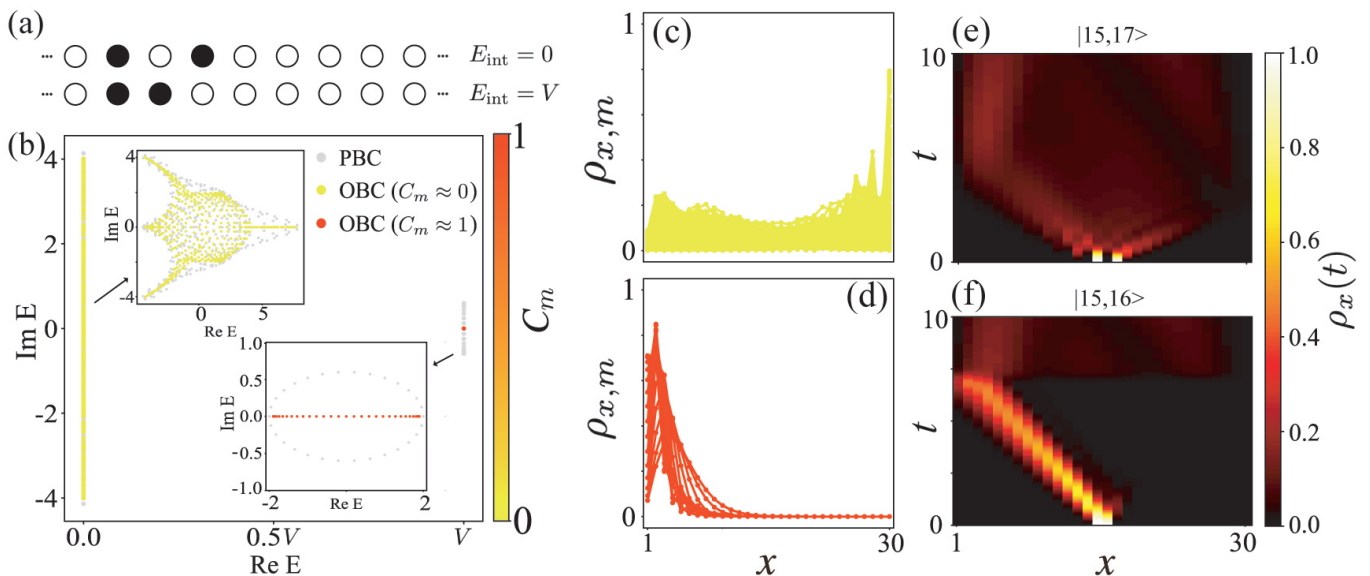 (a)
... ... E_int = 0
... ... E_int = V
(b)
Im E
4
2
0
-2
-4
0.0
0.5V
V
Re E
Im E
4
0
-4
0
5
Re E
Im E
1.0
0.5
0.0
-0.5
-1.0
-2
Re E
2
PBC
OBC (C_m ≈ 0)
OBC (C_m ≈ 1)
1
C_m
0
(c)
1
ρ_{x,m}
0
(d)
1
ρ_{x,m}
0
1
x
30
(e)
|15,17>
10
t
0
(f)
|15,16>
10
t
0
1
x
30
1.0
0.8
0.6
0.4
0.2
0.0
ρ_x(t)